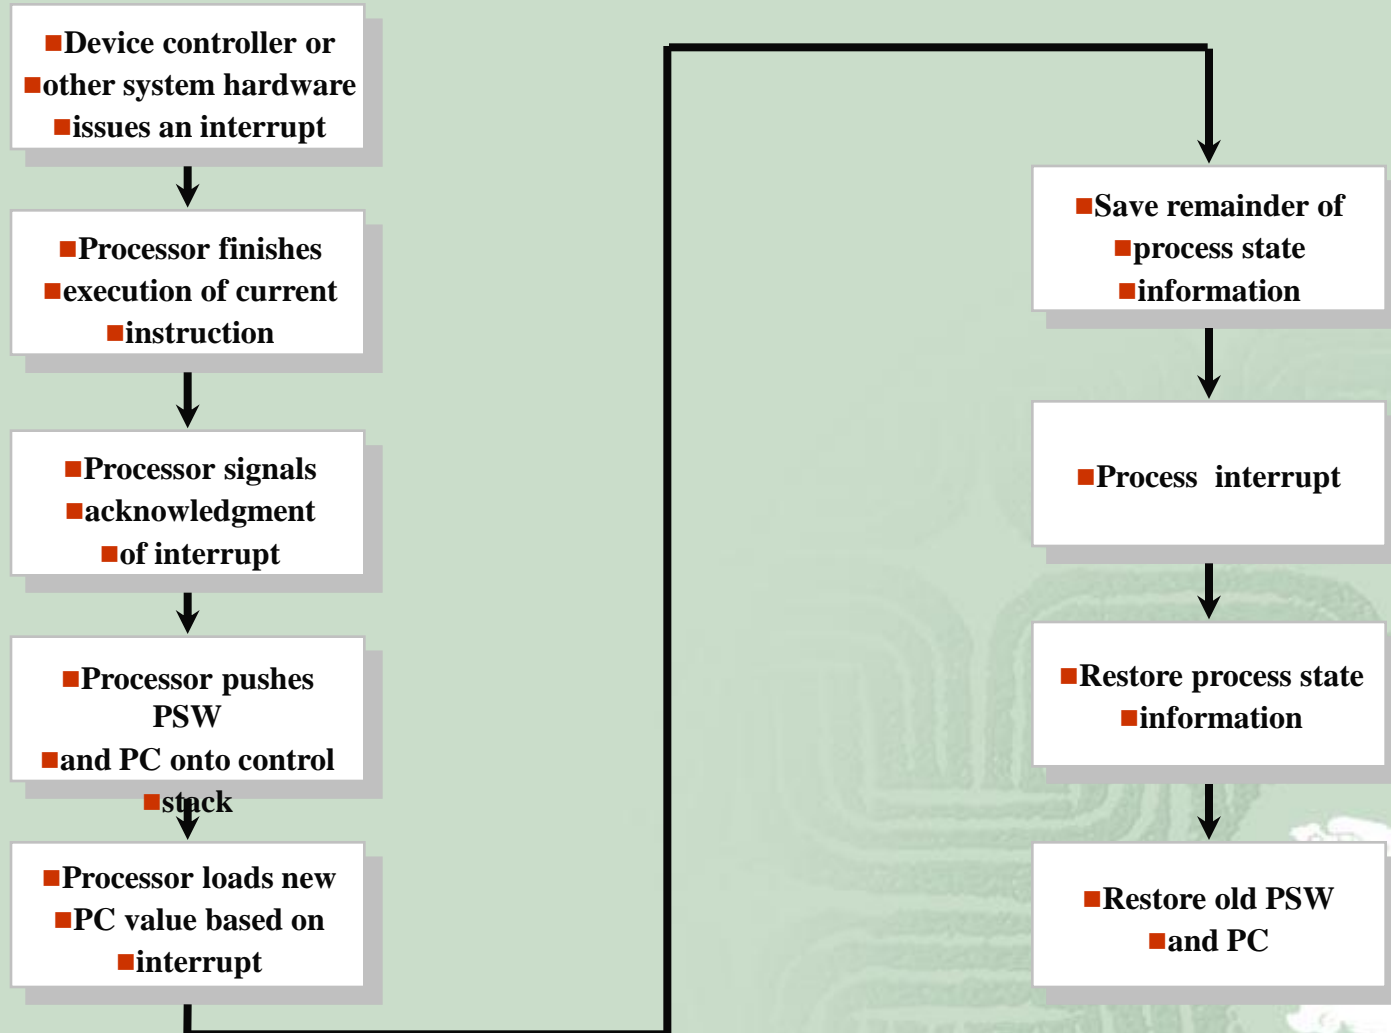 ■Device controller or
■other system hardware
■issues an interrupt
■Processor finishes
■execution of current
■instruction
■Processor signals
■acknowledgment
■of interrupt
■Processor pushes
PSW
■and PC onto control
■stack
■Processor loads new
■PC value based on
■interrupt
■Save remainder of
■process state
■information
■Process interrupt
■Restore process state
■information
■Restore old PSW
■and PC